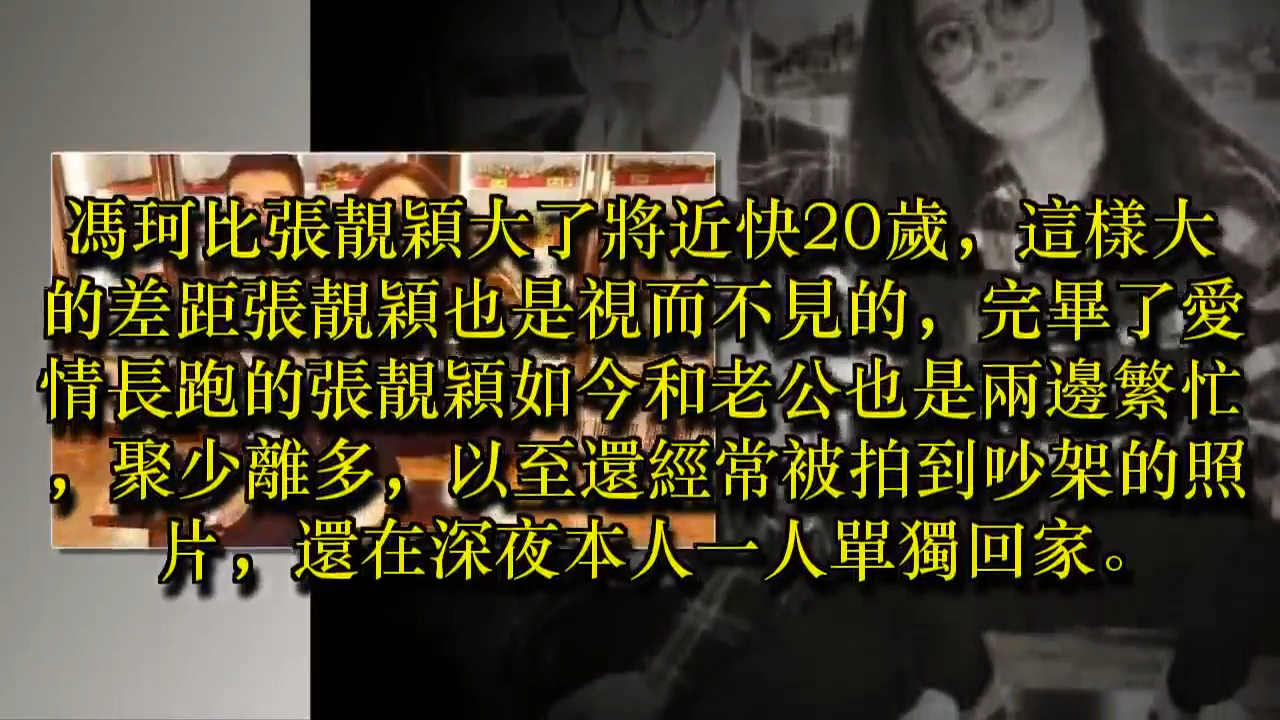 馮珂比張靚穎大了將近快20歲，這樣大
的差距張靚穎也是視而不見的，完畢了愛
情長跑的張靚穎如今和老公也是兩邊繁忙
，聚少離多，以至還經常被拍到吵架的照
片，還在深夜本人一人單獨回家。